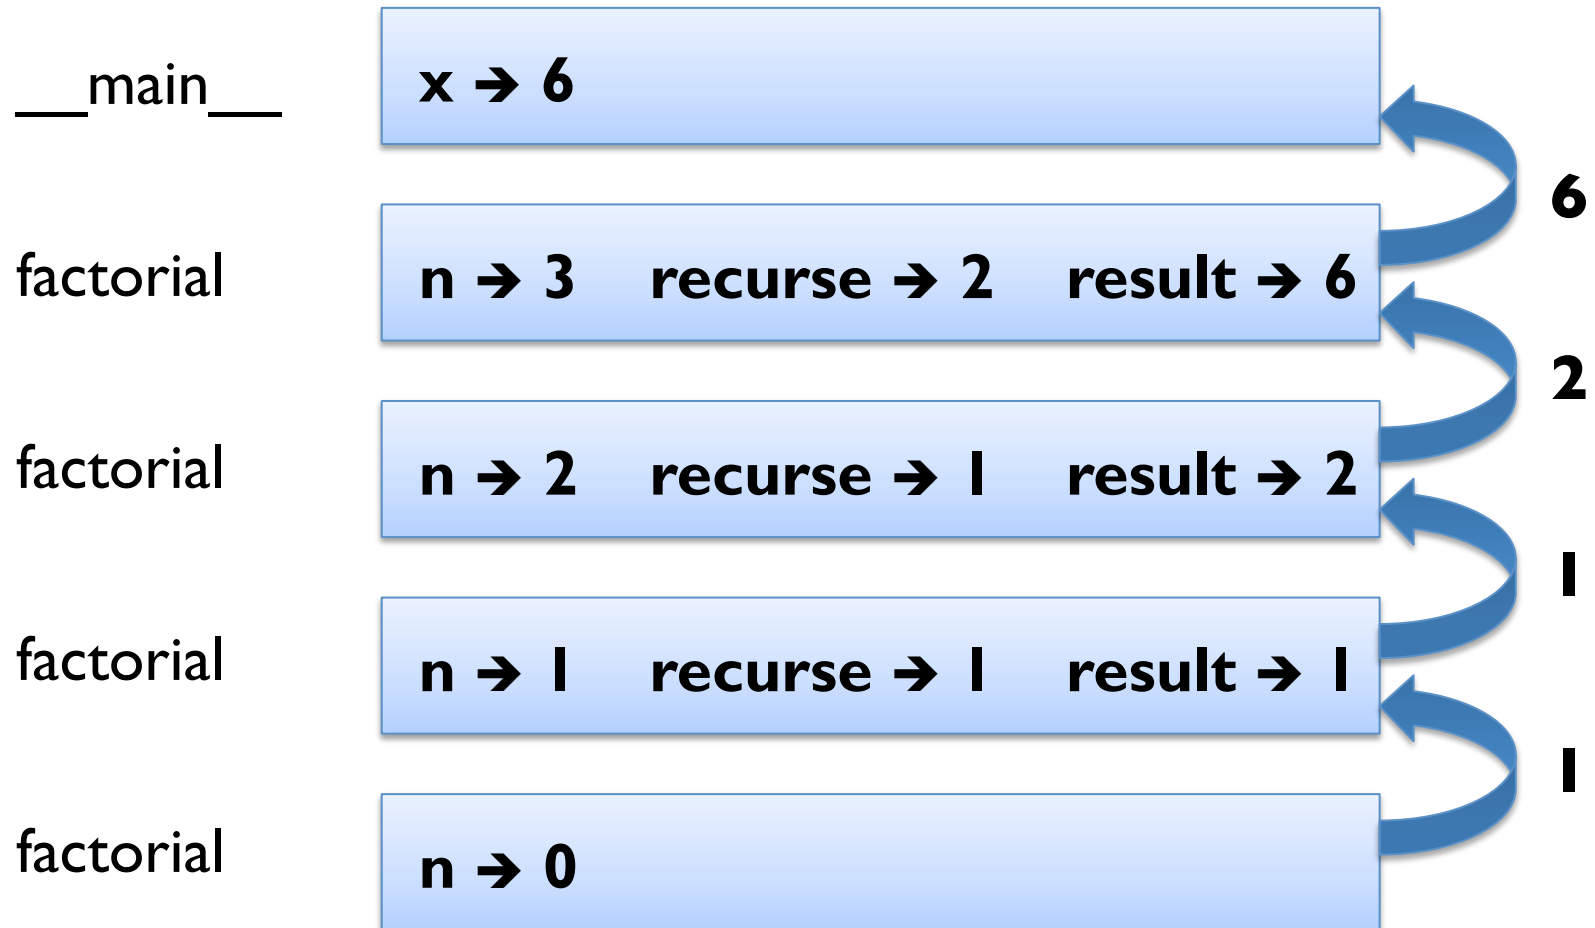 __main__ x → 6
6
factorial n → 3 recurse → 2 result → 6
2
factorial n → 2 recurse → 1 result → 2
1
factorial n → 1 recurse → 1 result → 1
1
factorial n → 0